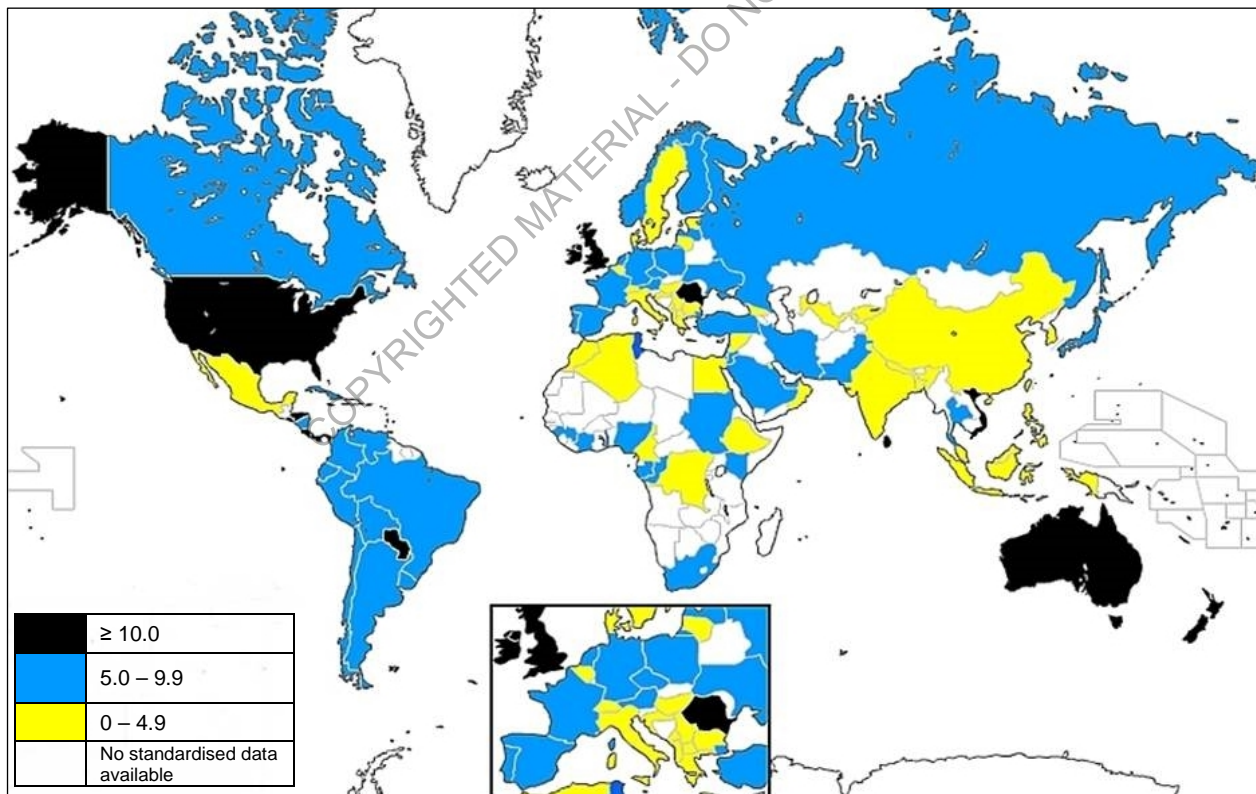 COPYRIGHTED MATERIAL - DO NO
≥ 10.0
5.0 – 9.9
0 – 4.9
No standardised data
available